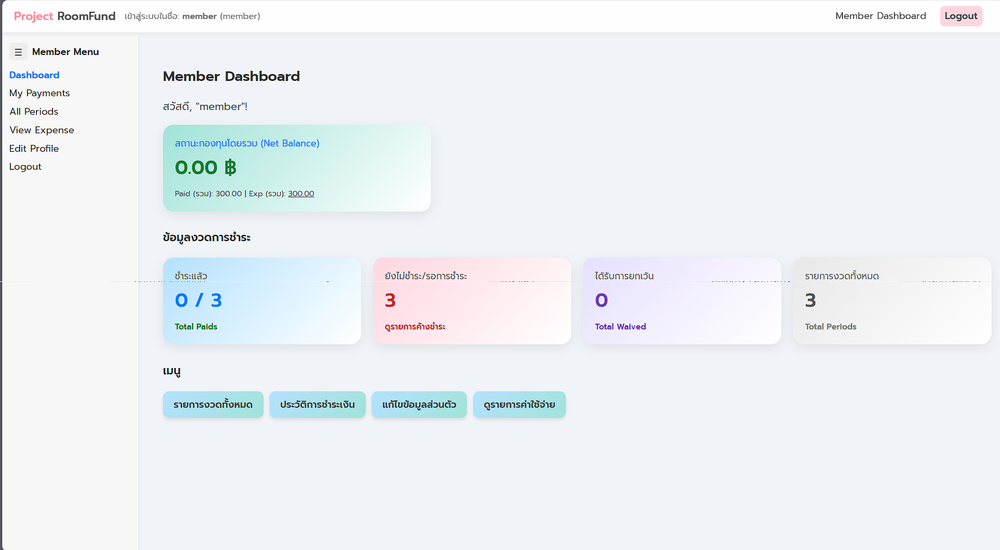 Project RoomFund เข้าสู่ระบบในชื่อ: member (member) Member Dashboard Logout
☰ Member Menu
Dashboard
My Payments
All Periods
View Expense
Edit Profile
Logout
Member Dashboard
สวัสดี, "member"!
สถานะกองทุนโดยรวม (Net Balance)
0.00 ฿
Paid (รวม): 300.00 | Exp (รวม): 300.00
ข้อมูลงวดการชำระ
ชำระแล้ว
0 / 3
Total Paids
ยังไม่ชำระ/รอการชำระ
3
ดูรายการค้างชำระ
ได้รับการยกเว้น
0
Total Waived
รายการงวดทั้งหมด
3
Total Periods
เมนู
รายการงวดทั้งหมด ประวัติการชำระเงิน แก้ไขข้อมูลส่วนตัว ดูรายการค่าใช้จ่าย